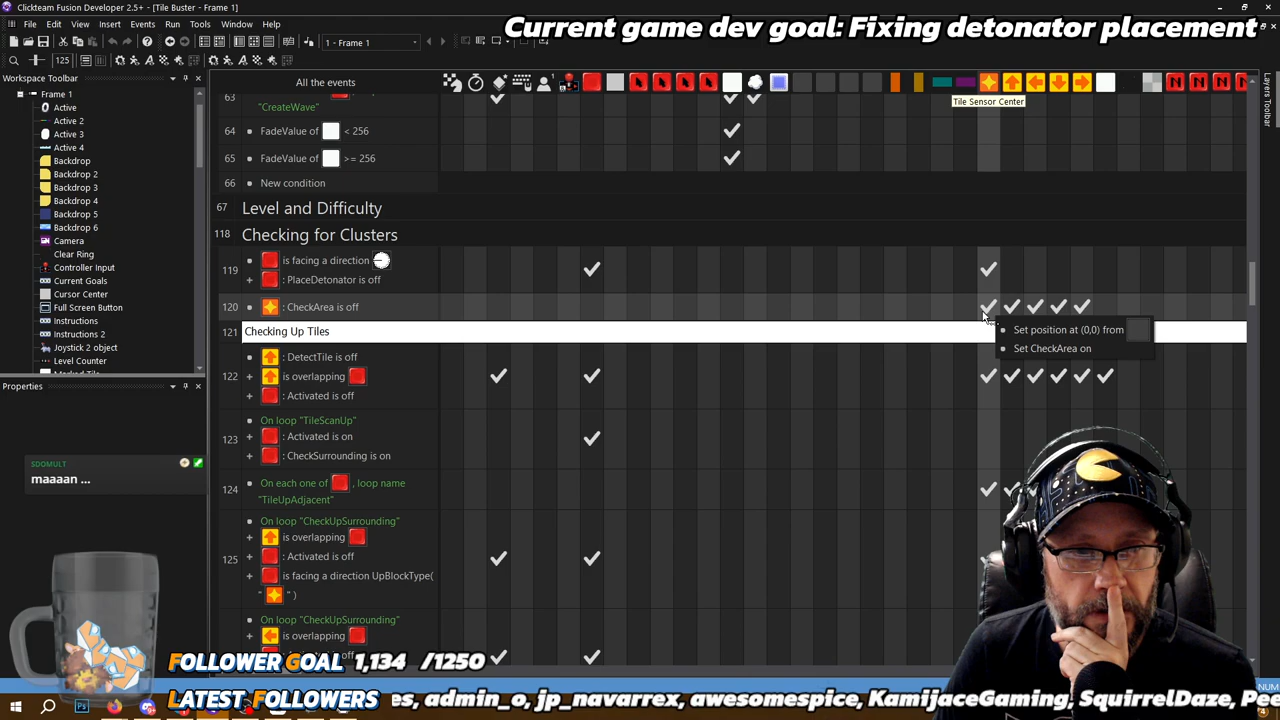 Clickteam Fusion Developer 2.5+ - [Tile Buster - Frame 1]
Current game dev goal: Fixing detonator placement
File Edit View Insert Events Run Tools Window Help
1 - Frame 1
Workspace Toolbar
Frame 1
Active
Active 2
Active 3
Active 4
Backdrop
Backdrop 2
Backdrop 3
Backdrop 4
Backdrop 5
Backdrop 6
Camera
Clear Ring
Controller Input
Current Goals
Cursor Center
Full Screen Button
Instructions
Instructions 2
Joystick 2 object
Level Counter
Properties
SDOMULT
maaaan ...
All the events
Tile Sensor Center
Layers Toolbar
63
"CreateWave"
64 FadeValue of < 256
65 FadeValue of >= 256
66 New condition
67 Level and Difficulty
118 Checking for Clusters
119 is facing a direction
+ : PlaceDetonator is off
120 : CheckArea is off
Set position at (0,0) from
Set CheckArea on
121 Checking Up Tiles
122 : DetectTile is off
+ is overlapping
+ : Activated is off
123 On loop "TileScanUp"
+ : Activated is on
+ : CheckSurrounding is on
124 On each one of , loop name
"TileUpAdjacent"
125 On loop "CheckUpSurrounding"
+ is overlapping
+ : Activated is off
+ is facing a direction UpBlockType(
" " )
On loop "CheckUpSurrounding"
+ is overlapping
FOLLOWER GOAL 1,134 /1250
LATEST FOLLOWERS es, admin_o, jp_navarrex, awesomespice, KamijaceGaming, SquirrelDaze, Pee